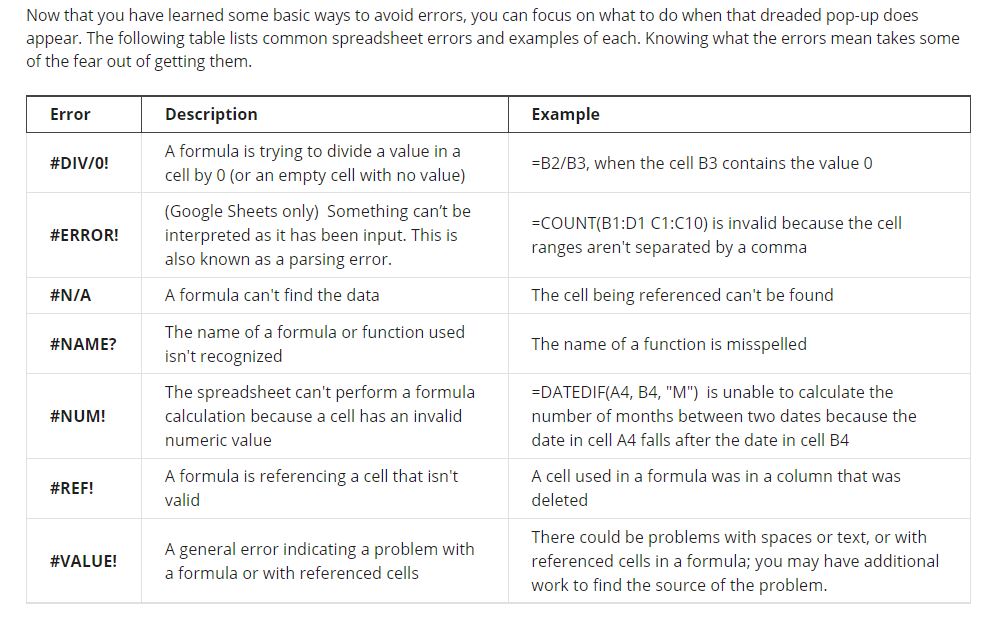 Now that you have learned some basic ways to avoid errors, you can focus on what to do when that dreaded pop-up does
appear. The following table lists common spreadsheet errors and examples of each. Knowing what the errors mean takes some
of the fear out of getting them.
Error Description Example
#DIV/0!
A formula is trying to divide a value in a
cell by 0 (or an empty cell with no value)
=B2/B3, when the cell B3 contains the value 0
#ERROR!
(Google Sheets only)  Something can’t be
interpreted as it has been input. This is
also known as a parsing error.
=COUNT(B1:D1 C1:C10) is invalid because the cell
ranges aren't separated by a comma
#N/A
A formula can't find the data
The cell being referenced can't be found
#NAME?
The name of a formula or function used
isn't recognized
The name of a function is misspelled
#NUM!
The spreadsheet can't perform a formula
calculation because a cell has an invalid
numeric value
=DATEDIF(A4, B4, "M")  is unable to calculate the
number of months between two dates because the
date in cell A4 falls after the date in cell B4
#REF!
A formula is referencing a cell that isn't
valid
A cell used in a formula was in a column that was
deleted
#VALUE!
A general error indicating a problem with
a formula or with referenced cells
There could be problems with spaces or text, or with
referenced cells in a formula; you may have additional
work to find the source of the problem.